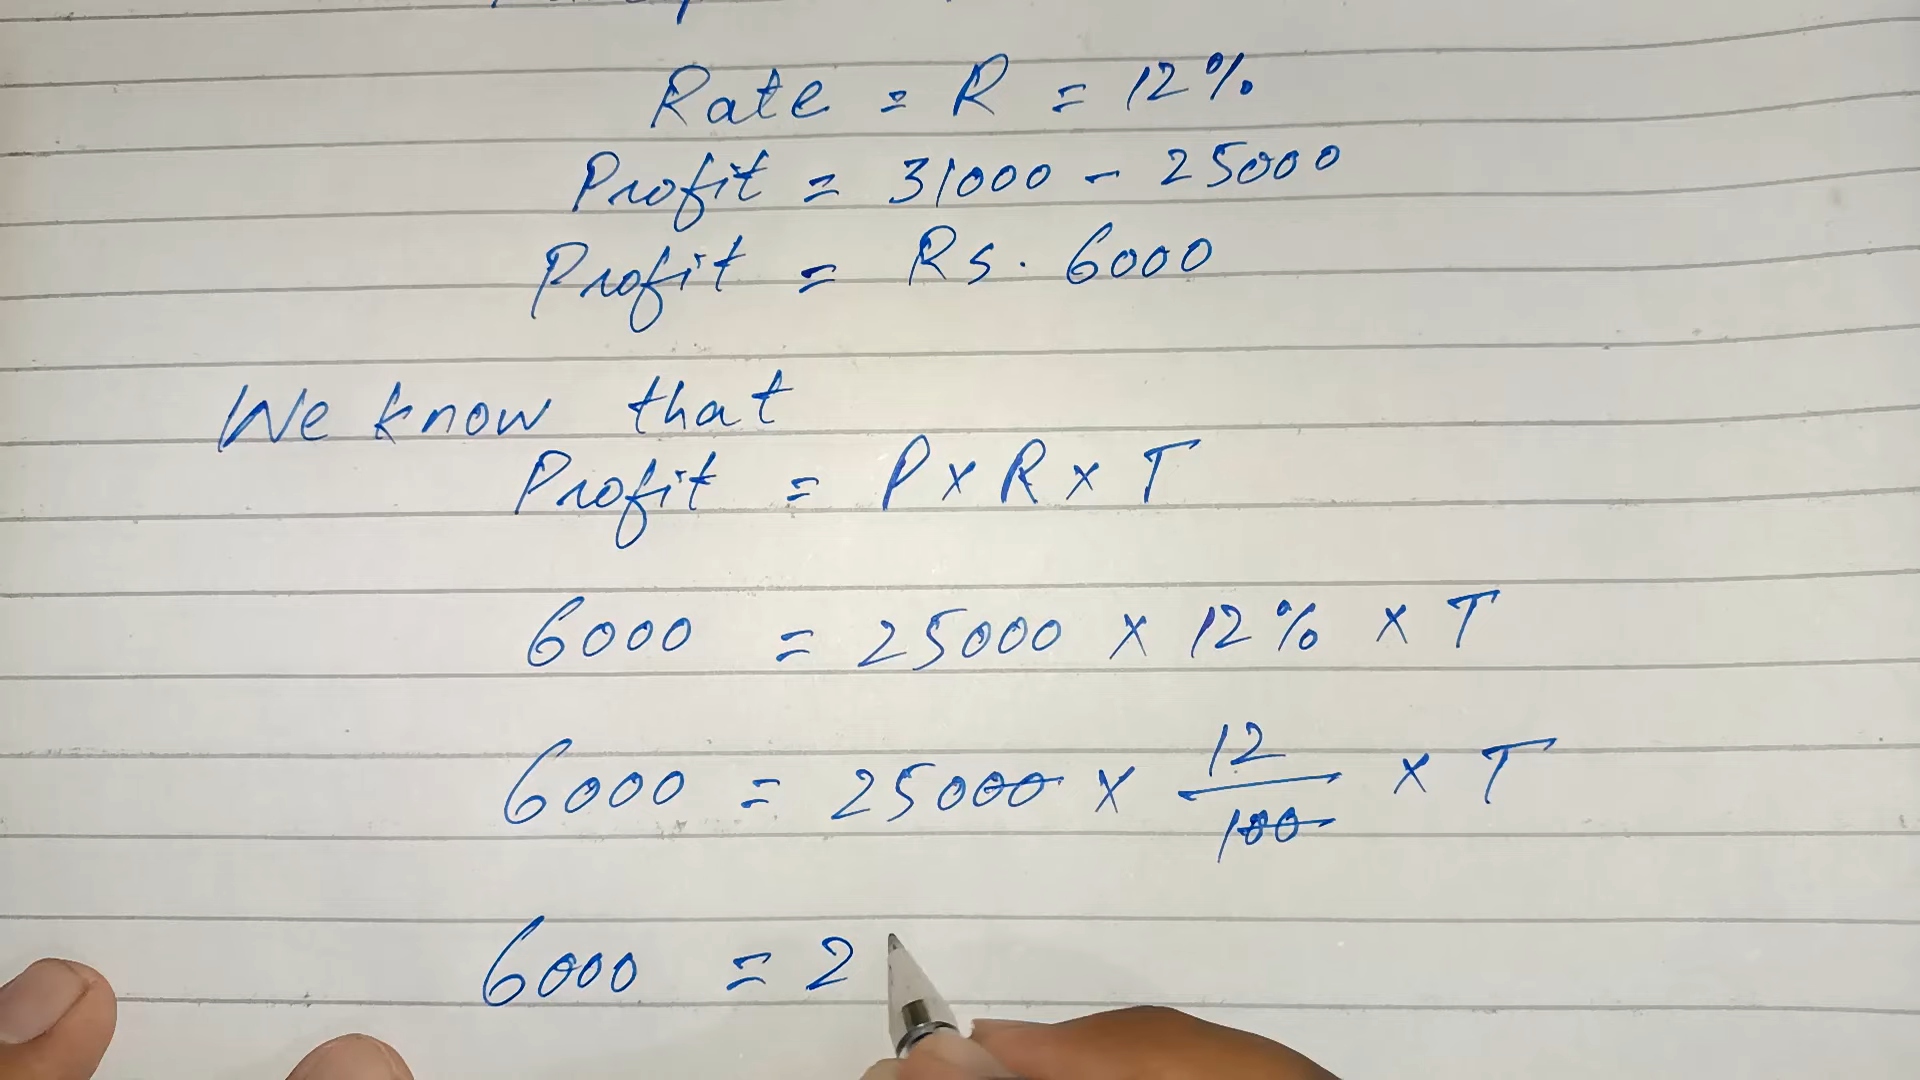 Rate = R = 12%
Profit = 31000 - 25000
Profit = Rs. 6000
We know that
Profit = P x R x T
6000 = 25000 x 12% x T
6000 = 25000 x 12/100 x T
6000 = 2